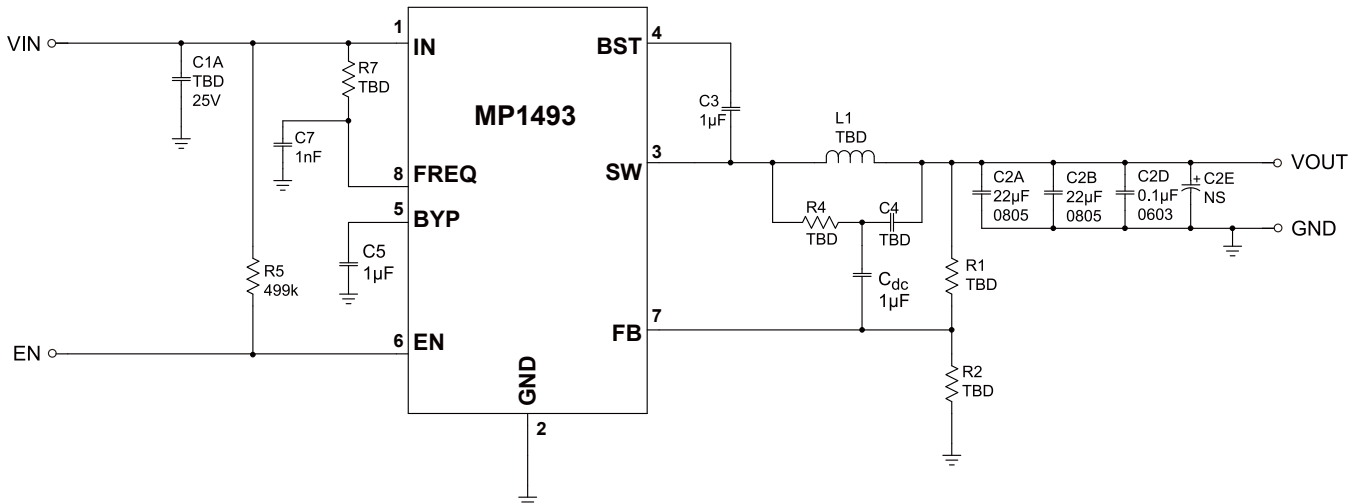 VIN
C1A
TBD
25V
R5
499k
EN
R7
TBD
C7
1nF
C5
1µF
1
IN
8
FREQ
5
BYP
6
EN
MP1493
GND
2
BST
4
SW
3
FB
7
C3
1µF
L1
TBD
R4
TBD
C4
TBD
Cdc
1µF
R1
TBD
R2
TBD
C2A
22µF
0805
C2B
22µF
0805
C2D
0.1µF
0603
+ C2E
NS
VOUT
GND